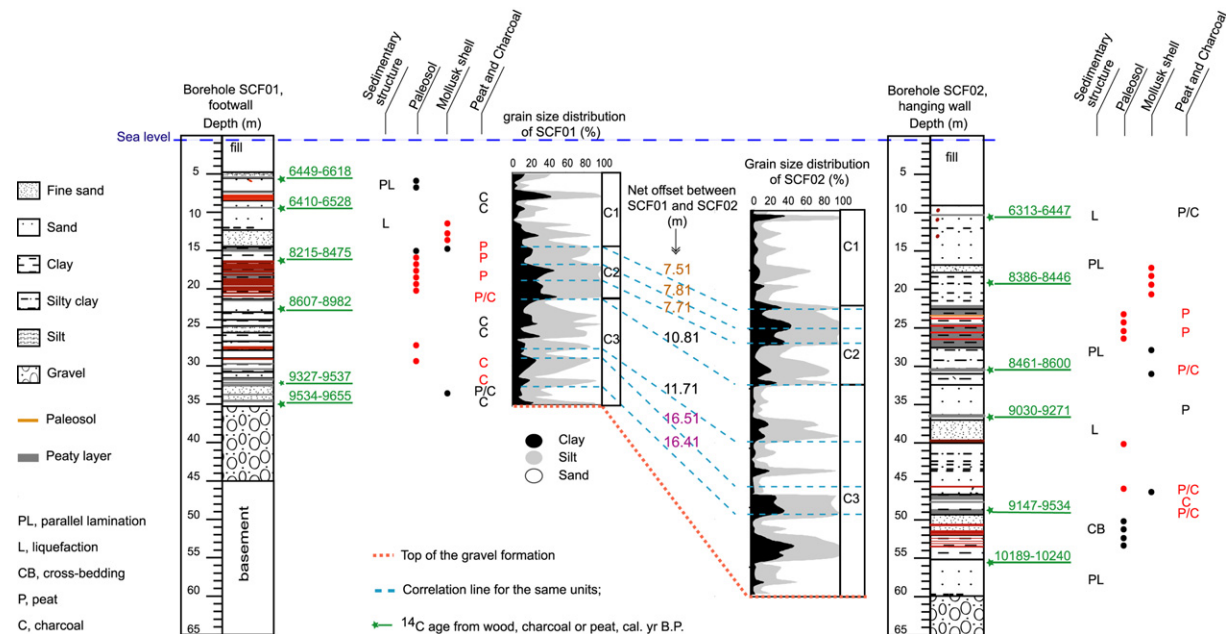 Sea level
Borehole SCF01,
footwall
Depth (m)
fill
5
10
15
20
25
30
35
40
45
50
55
60
65
basement
6449-6618
6410-6528
8215-8475
8607-8982
9327-9537
9534-9655
Sedimentary
structure
Paleosol
Mollusk shell
Peat and Charcoal
PL
L
C
C
P
P
P
P/C
C
C
C
C
P/C
C
grain size distribution
of SCF01 (%)
0 20 40 60 80 100
C1
C2
C3
Clay
Silt
Sand
Net offset between
SCF01 and SCF02
(m)
7.51
7.81
7.71
10.81
11.71
16.51
16.41
Grain size distribution
of SCF02 (%)
0 20 40 60 80 100
C1
C2
C3
Borehole SCF02,
hanging wall
Depth (m)
fill
5
10
15
20
25
30
35
40
45
50
55
60
65
6313-6447
8386-8446
8461-8600
9030-9271
9147-9534
10189-10240
Sedimentary
structure
Paleosol
Mollusk shell
Peat and Charcoal
L
PL
PL
L
CB
PL
P/C
P
P
P/C
P
P/C
C
P/C
Fine sand
Sand
Clay
Silty clay
Silt
Gravel
Paleosol
Peaty layer
PL, parallel lamination
L, liquefaction
CB, cross-bedding
P, peat
C, charcoal
Top of the gravel formation
Correlation line for the same units;
14C age from wood, charcoal or peat, cal. yr B.P.